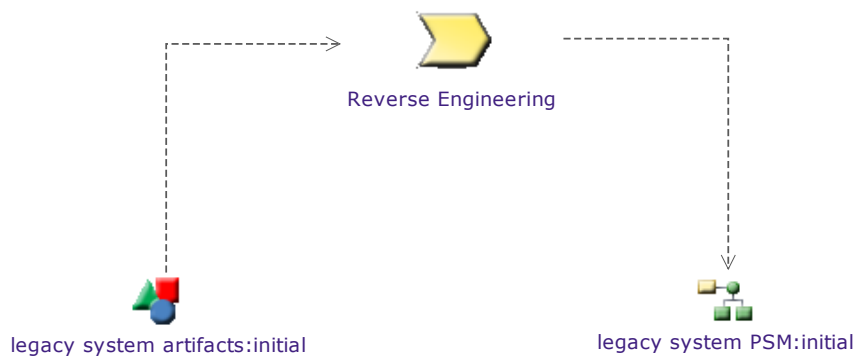 Reverse Engineering
legacy system artifacts:initial
legacy system PSM:initial